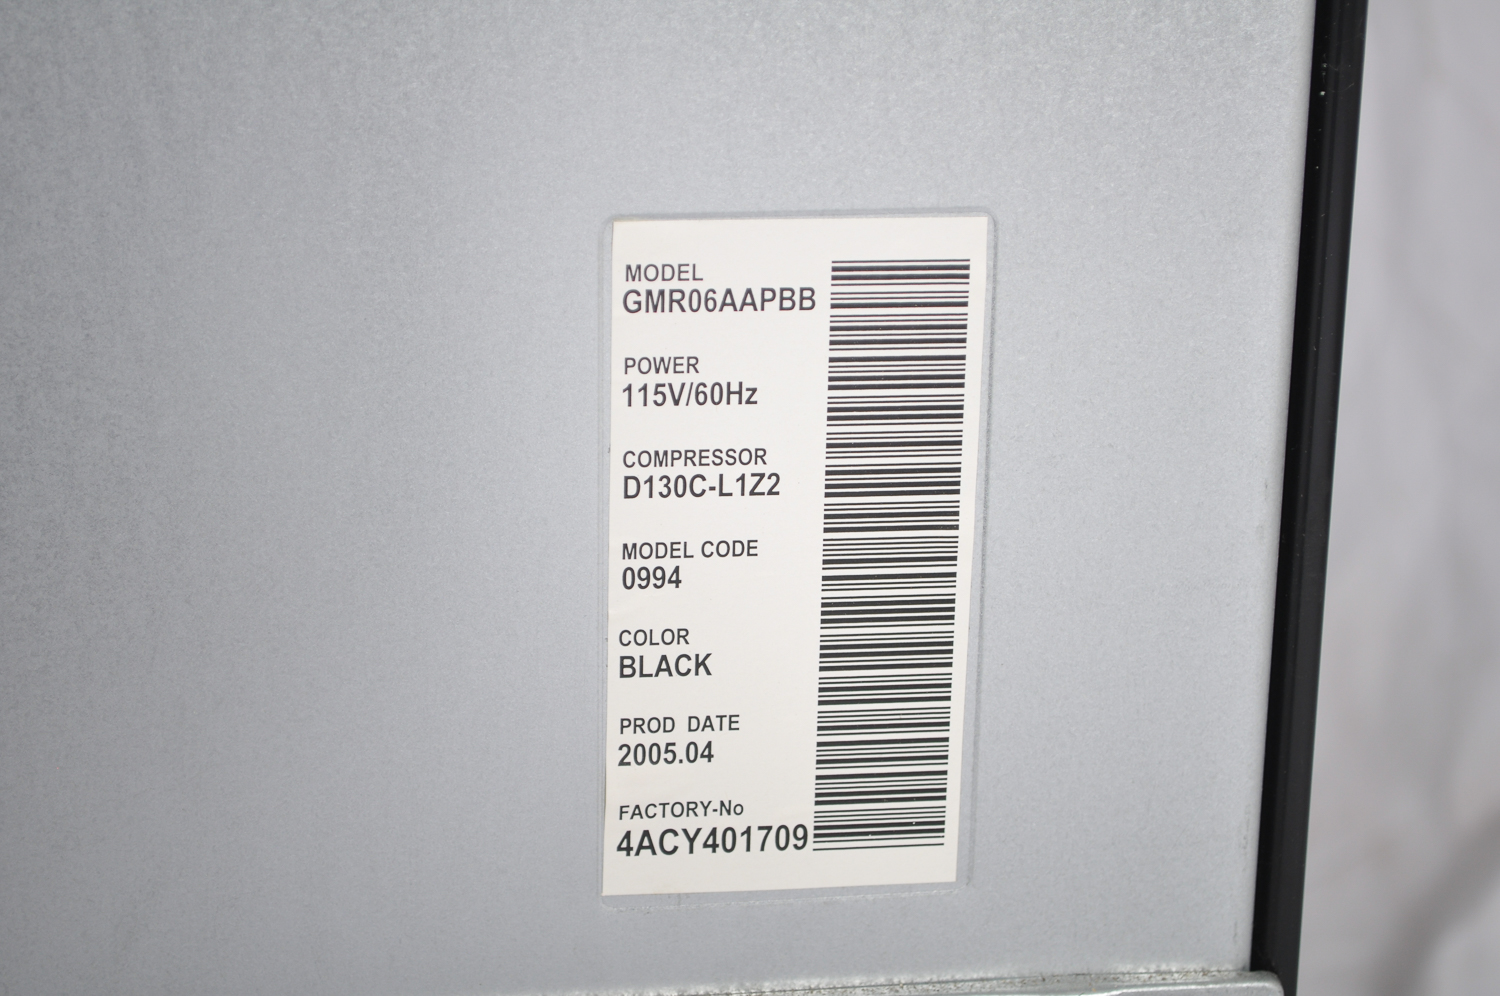 MODEL
GMR06AAPBB
POWER
115V/60Hz
COMPRESSOR
D130C-L1Z2
MODEL CODE
0994
COLOR
BLACK
PROD DATE
2005.04
FACTORY-No
4ACY401709